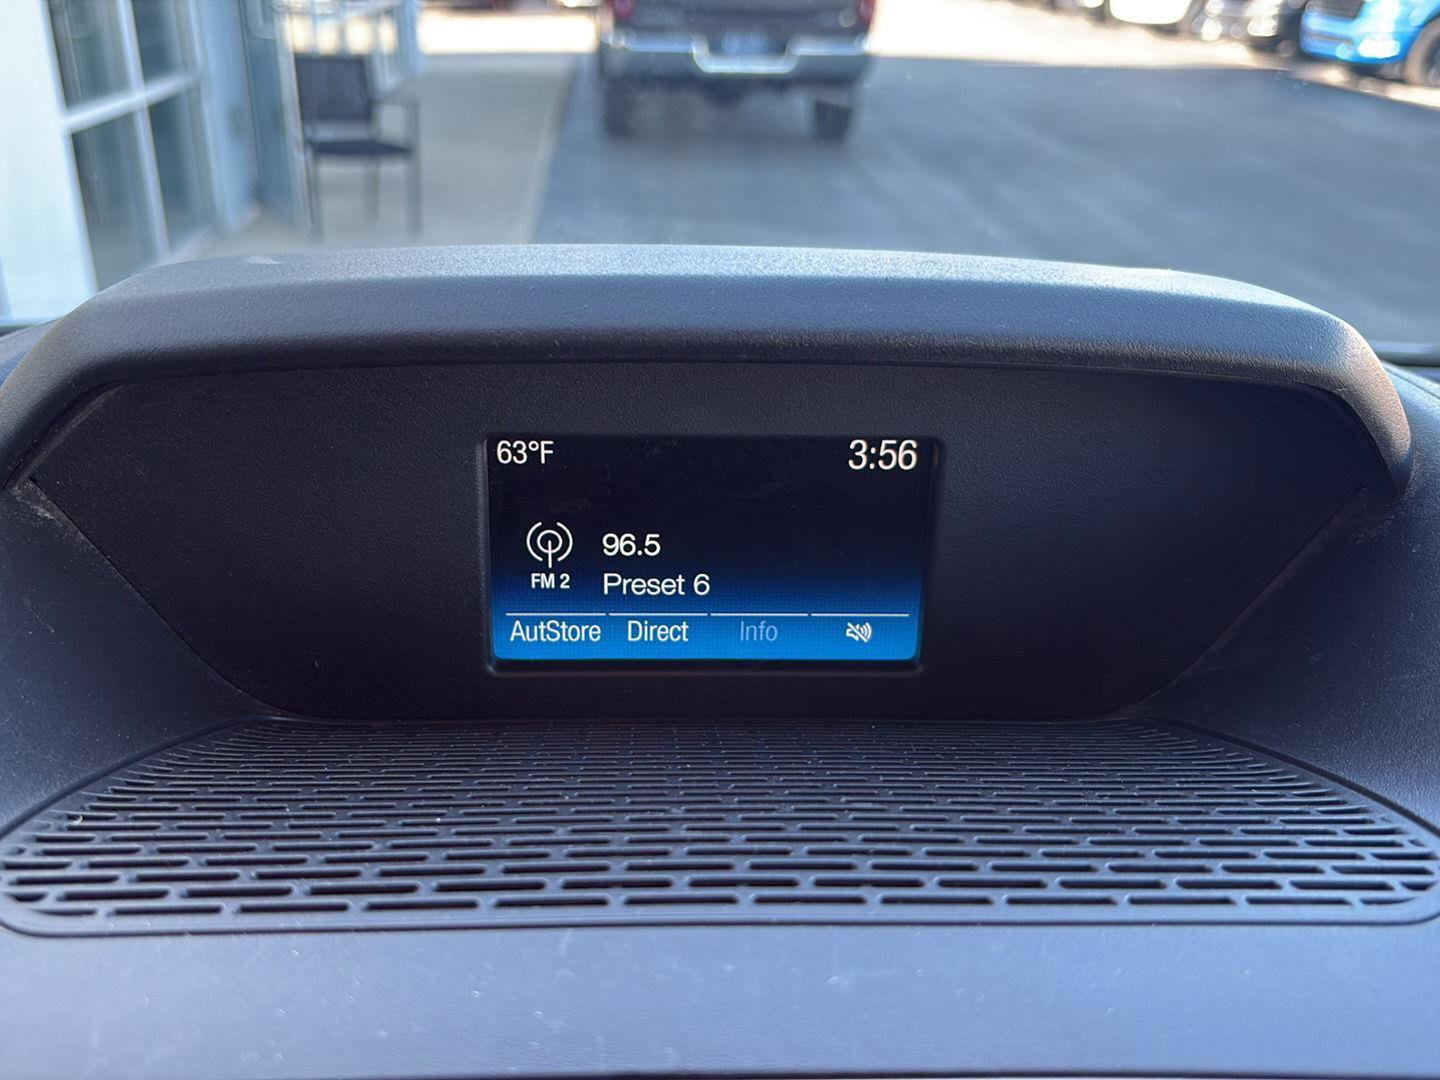 63°F 3:56
96.5
FM 2 Preset 6
AutStore Direct Info